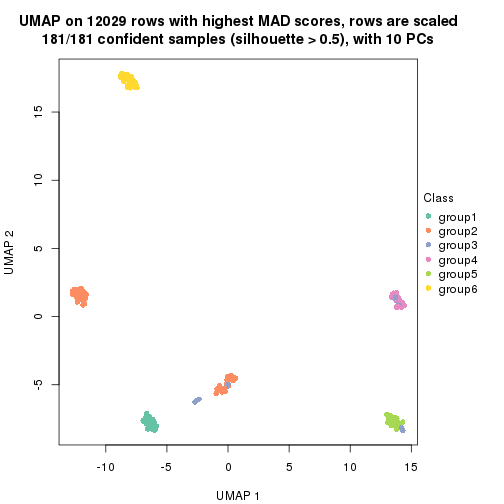 UMAP on 12029 rows with highest MAD scores, rows are scaled
181/181 confident samples (silhouette > 0.5), with 10 PCs
15
10
5
0
-5
UMAP 2
-10
-5
0
5
10
15
UMAP 1
Class
group1
group2
group3
group4
group5
group6